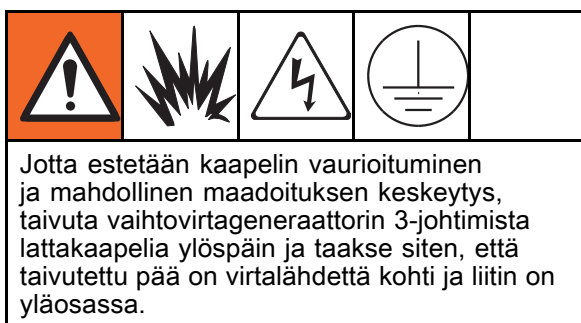 Jotta estetään kaapelin vaurioituminen
ja mahdollinen maadoituksen keskeytys,
taivuta vaihtovirtageneraattorin 3-johtimista
lattakaapelia ylöspäin ja taakse siten, että
taivutettu pää on virtalähdettä kohti ja liitin on
yläosassa.